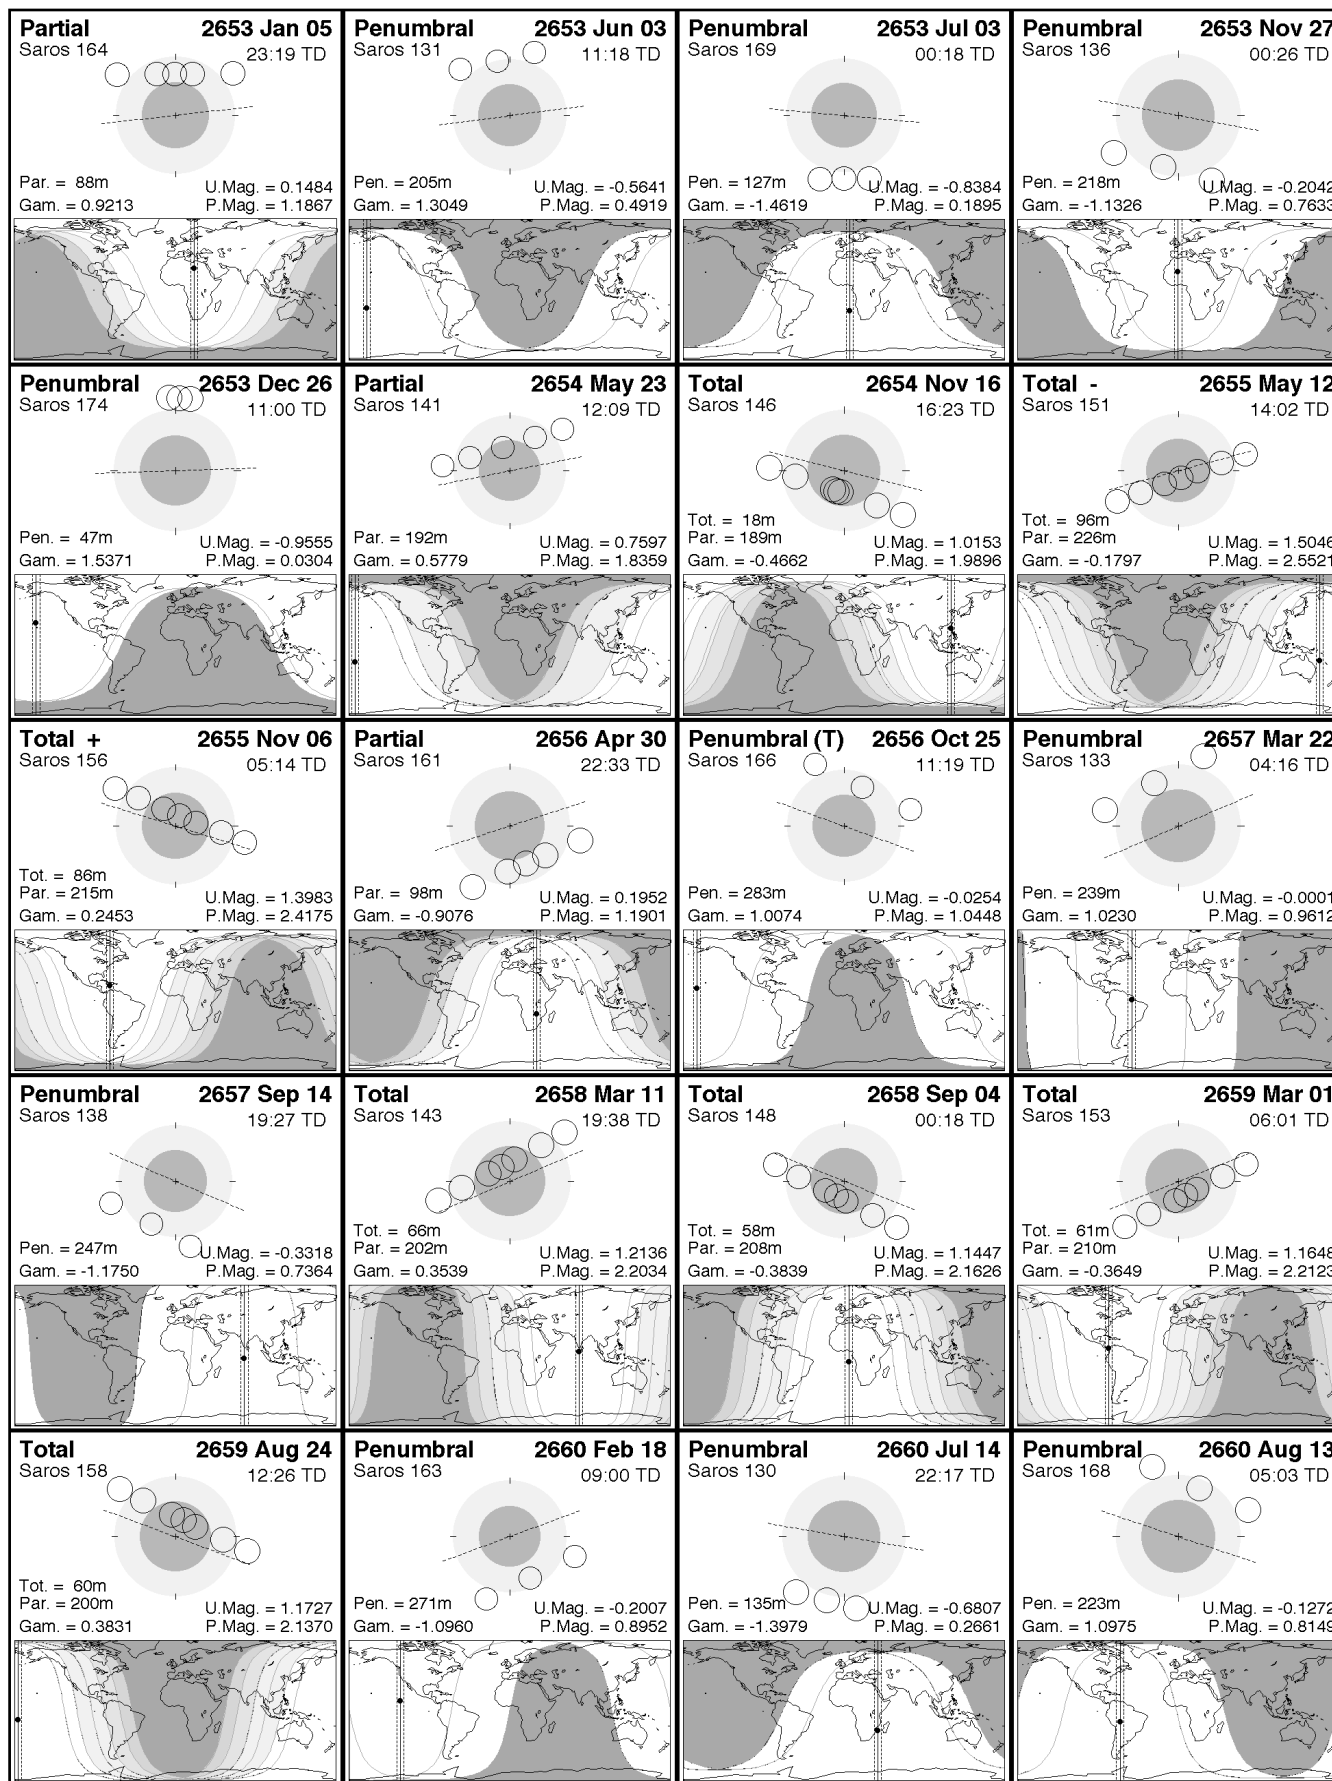 Partial 2653 Jan 05
Saros 164 23:19 TD
Par. = 88m U.Mag. = 0.1484
Gam. = 0.9213 P.Mag. = 1.1867
Penumbral 2653 Jun 03
Saros 131 11:18 TD
Pen. = 205m U.Mag. = -0.5641
Gam. = 1.3049 P.Mag. = 0.4919
Penumbral 2653 Jul 03
Saros 169 00:18 TD
Pen. = 127m U.Mag. = -0.8384
Gam. = -1.4619 P.Mag. = 0.1895
Penumbral 2653 Nov 27
Saros 136 00:26 TD
Pen. = 218m U.Mag. = -0.2042
Gam. = -1.1326 P.Mag. = 0.7633
Penumbral 2653 Dec 26
Saros 174 11:00 TD
Pen. = 47m U.Mag. = -0.9555
Gam. = 1.5371 P.Mag. = 0.0304
Partial 2654 May 23
Saros 141 12:09 TD
Par. = 192m U.Mag. = 0.7597
Gam. = 0.5779 P.Mag. = 1.8359
Total 2654 Nov 16
Saros 146 16:23 TD
Tot. = 18m
Par. = 189m U.Mag. = 1.0153
Gam. = -0.4662 P.Mag. = 1.9896
Total - 2655 May 12
Saros 151 14:02 TD
Tot. = 96m
Par. = 226m U.Mag. = 1.5046
Gam. = -0.1797 P.Mag. = 2.5521
Total + 2655 Nov 06
Saros 156 05:14 TD
Tot. = 86m
Par. = 215m U.Mag. = 1.3983
Gam. = 0.2453 P.Mag. = 2.4175
Partial 2656 Apr 30
Saros 161 22:33 TD
Par. = 98m U.Mag. = 0.1952
Gam. = -0.9076 P.Mag. = 1.1901
Penumbral (T) 2656 Oct 25
Saros 166 11:19 TD
Pen. = 283m U.Mag. = -0.0254
Gam. = 1.0074 P.Mag. = 1.0448
Penumbral 2657 Mar 22
Saros 133 04:16 TD
Pen. = 239m U.Mag. = -0.0001
Gam. = 1.0230 P.Mag. = 0.9612
Penumbral 2657 Sep 14
Saros 138 19:27 TD
Pen. = 247m U.Mag. = -0.3318
Gam. = -1.1750 P.Mag. = 0.7364
Total 2658 Mar 11
Saros 143 19:38 TD
Tot. = 66m
Par. = 202m U.Mag. = 1.2136
Gam. = 0.3539 P.Mag. = 2.2034
Total 2658 Sep 04
Saros 148 00:18 TD
Tot. = 58m
Par. = 208m U.Mag. = 1.1447
Gam. = -0.3839 P.Mag. = 2.1626
Total 2659 Mar 01
Saros 153 06:01 TD
Tot. = 61m
Par. = 210m U.Mag. = 1.1648
Gam. = -0.3649 P.Mag. = 2.2123
Total 2659 Aug 24
Saros 158 12:26 TD
Tot. = 60m
Par. = 200m U.Mag. = 1.1727
Gam. = 0.3831 P.Mag. = 2.1370
Penumbral 2660 Feb 18
Saros 163 09:00 TD
Pen. = 271m U.Mag. = -0.2007
Gam. = -1.0960 P.Mag. = 0.8952
Penumbral 2660 Jul 14
Saros 130 22:17 TD
Pen. = 135m U.Mag. = -0.6807
Gam. = -1.3979 P.Mag. = 0.2661
Penumbral 2660 Aug 13
Saros 168 05:03 TD
Pen. = 223m U.Mag. = -0.1272
Gam. = 1.0975 P.Mag. = 0.8149